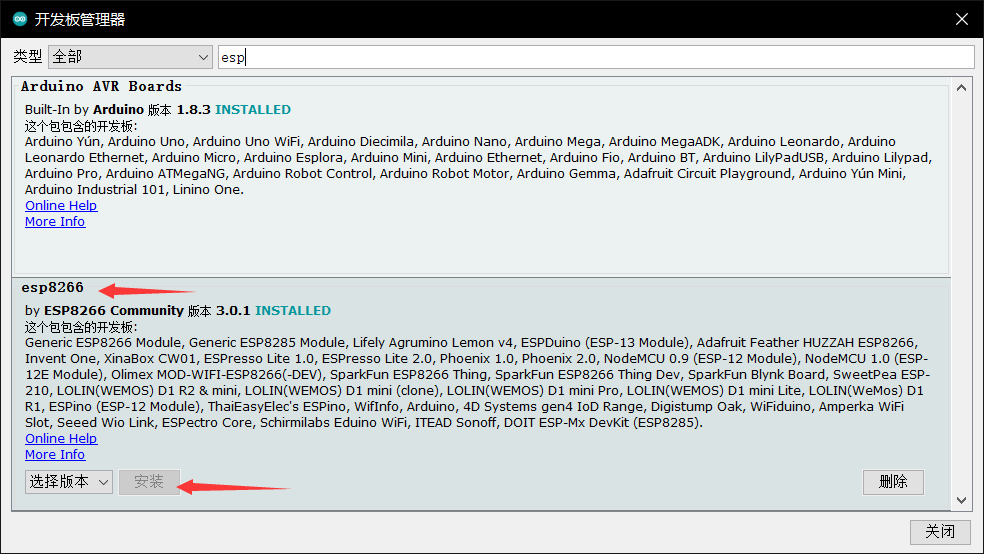 开发板管理器
类型 全部 esp
Arduino AVR Boards
Built-In by Arduino 版本 1.8.3 INSTALLED
这个包包含的开发板:
Arduino Yún, Arduino Uno, Arduino Uno WiFi, Arduino Diecimila, Arduino Nano, Arduino Mega, Arduino MegaADK, Arduino Leonardo, Arduino
Leonardo Ethernet, Arduino Micro, Arduino Esplora, Arduino Mini, Arduino Ethernet, Arduino Fio, Arduino BT, Arduino LilyPadUSB, Arduino Lilypad,
Arduino Pro, Arduino ATMegaNG, Arduino Robot Control, Arduino Robot Motor, Arduino Gemma, Adafruit Circuit Playground, Arduino Yún Mini,
Arduino Industrial 101, Linino One.
Online Help
More Info
esp8266
by ESP8266 Community 版本 3.0.1 INSTALLED
这个包包含的开发板:
Generic ESP8266 Module, Generic ESP8285 Module, Lifely Agrumino Lemon v4, ESPDuino (ESP-13 Module), Adafruit Feather HUZZAH ESP8266,
Invent One, XinaBox CW01, ESPresso Lite 1.0, ESPresso Lite 2.0, Phoenix 1.0, Phoenix 2.0, NodeMCU 0.9 (ESP-12 Module), NodeMCU 1.0 (ESP-
12E Module), Olimex MOD-WIFI-ESP8266(-DEV), SparkFun ESP8266 Thing, SparkFun ESP8266 Thing Dev, SparkFun Blynk Board, SweetPea ESP-
210, LOLIN(WEMOS) D1 R2 & mini, LOLIN(WEMOS) D1 mini (clone), LOLIN(WEMOS) D1 mini Pro, LOLIN(WEMOS) D1 mini Lite, LOLIN(WeMos) D1
R1, ESPino (ESP-12 Module), ThaiEasyElec's ESPino, WifInfo, Arduino, 4D Systems gen4 IoD Range, Digistump Oak, WiFiduino, Amperka WiFi
Slot, Seeed Wio Link, ESPectro Core, Schirmilabs Eduino WiFi, ITEAD Sonoff, DOIT ESP-Mx DevKit (ESP8285).
Online Help
More Info
选择版本 安装 删除
关闭